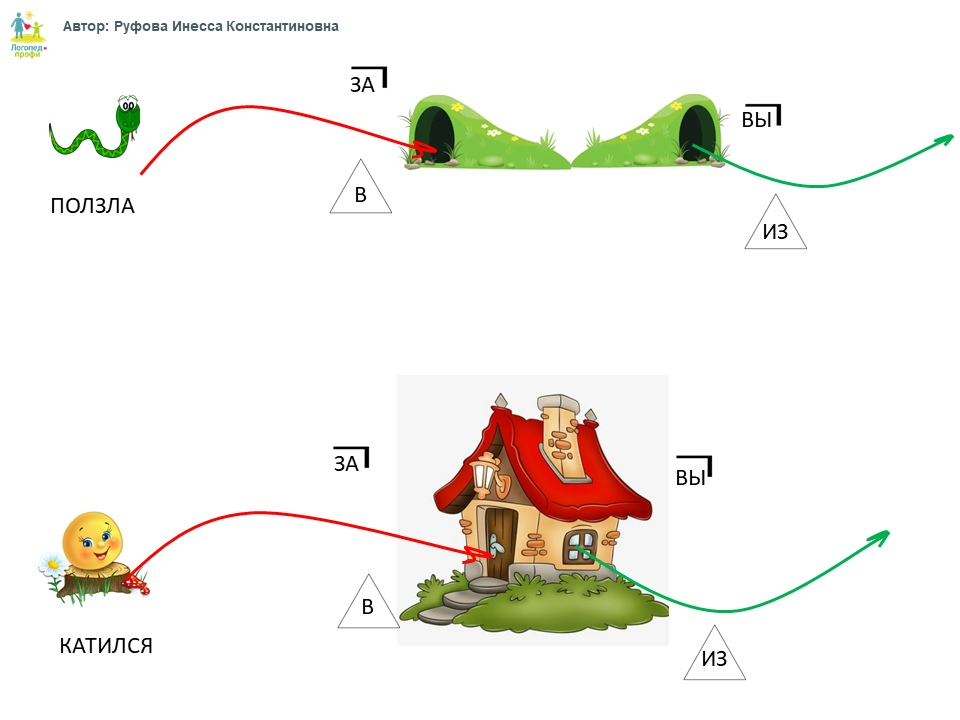 Автор: Руфова Инесса Константиновна
Логопед
профи
ЗА
ВЫ
В
ПОЛЗЛА
ИЗ
ЗА
ВЫ
В
КАТИЛСЯ
ИЗ